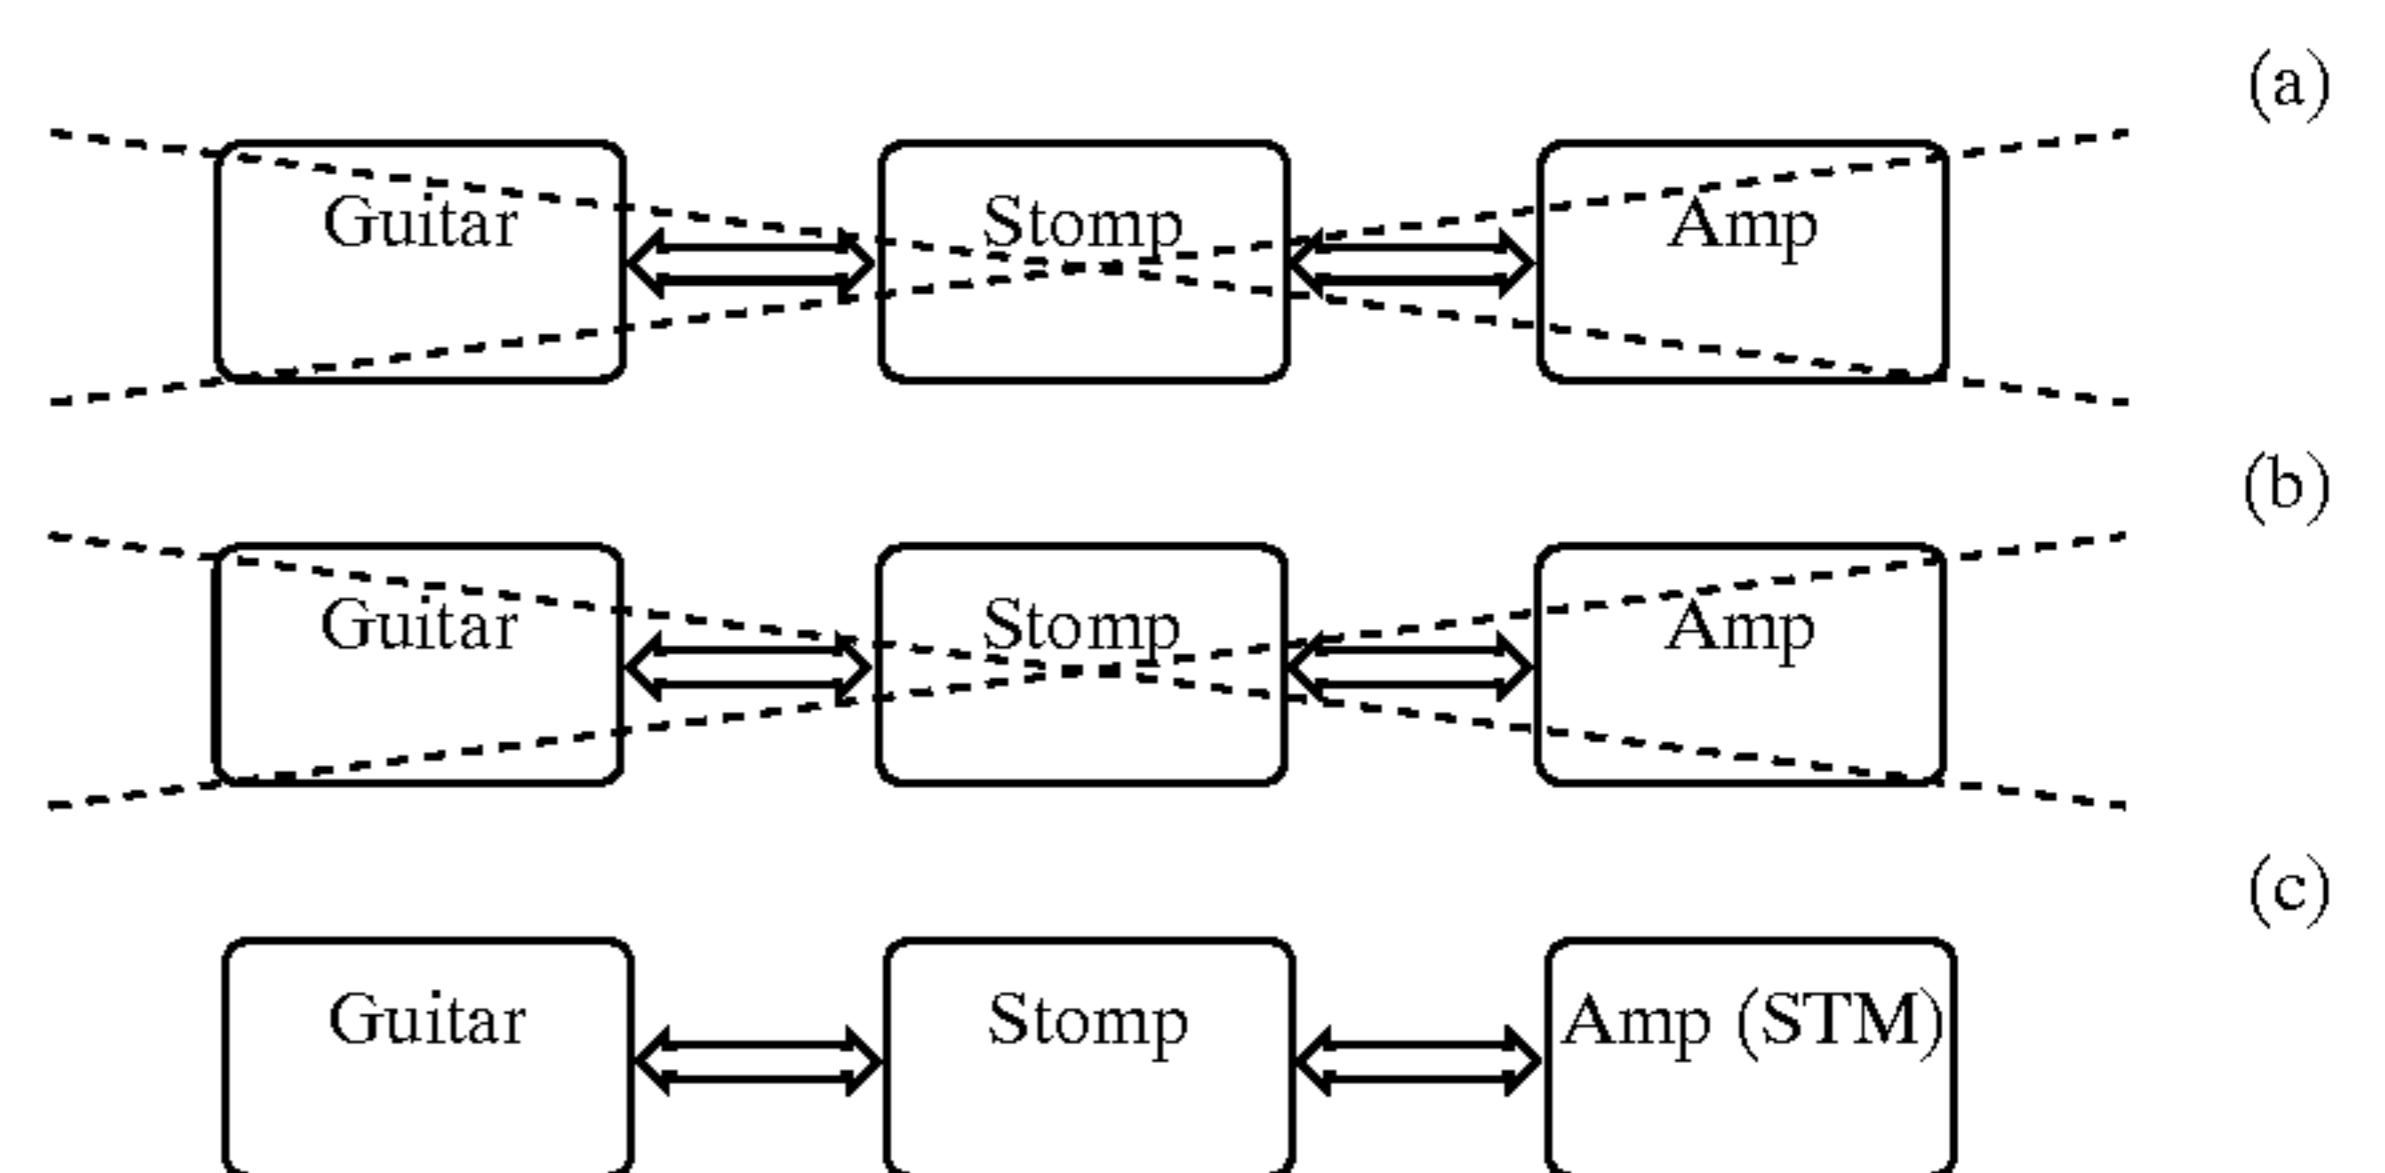 (a)
Guitar Stomp Amp
(b)
Guitar Stomp Amp
(c)
Guitar Stomp Amp (STM)